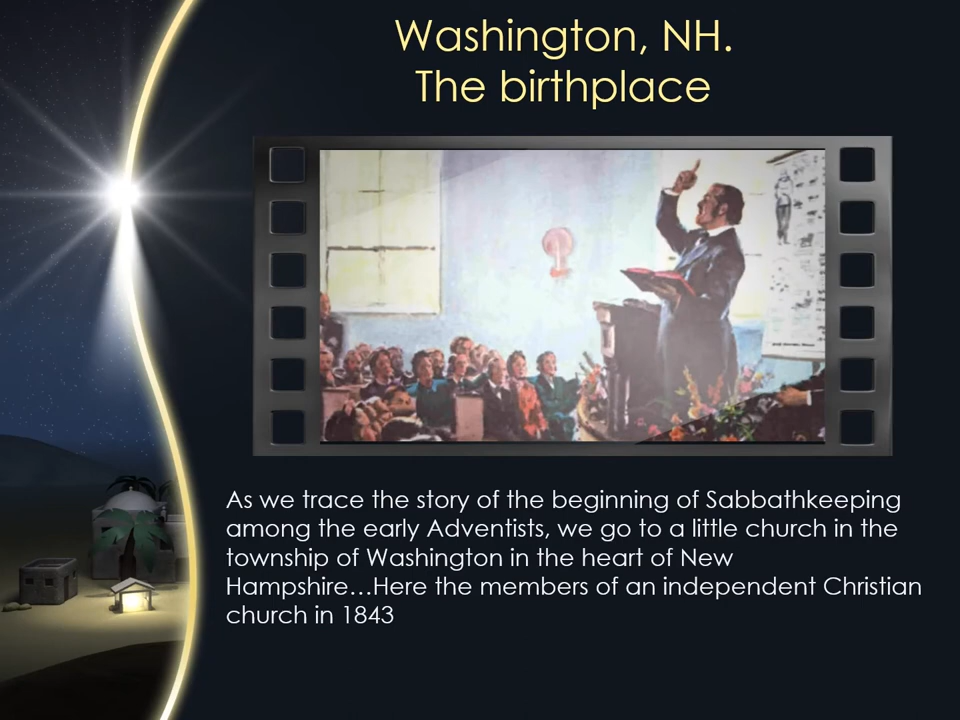 Washington, NH.
The birthplace
As we trace the story of the beginning of Sabbathkeeping
among the early Adventists, we go to a little church in the
township of Washington in the heart of New
Hampshire…Here the members of an independent Christian
church in 1843